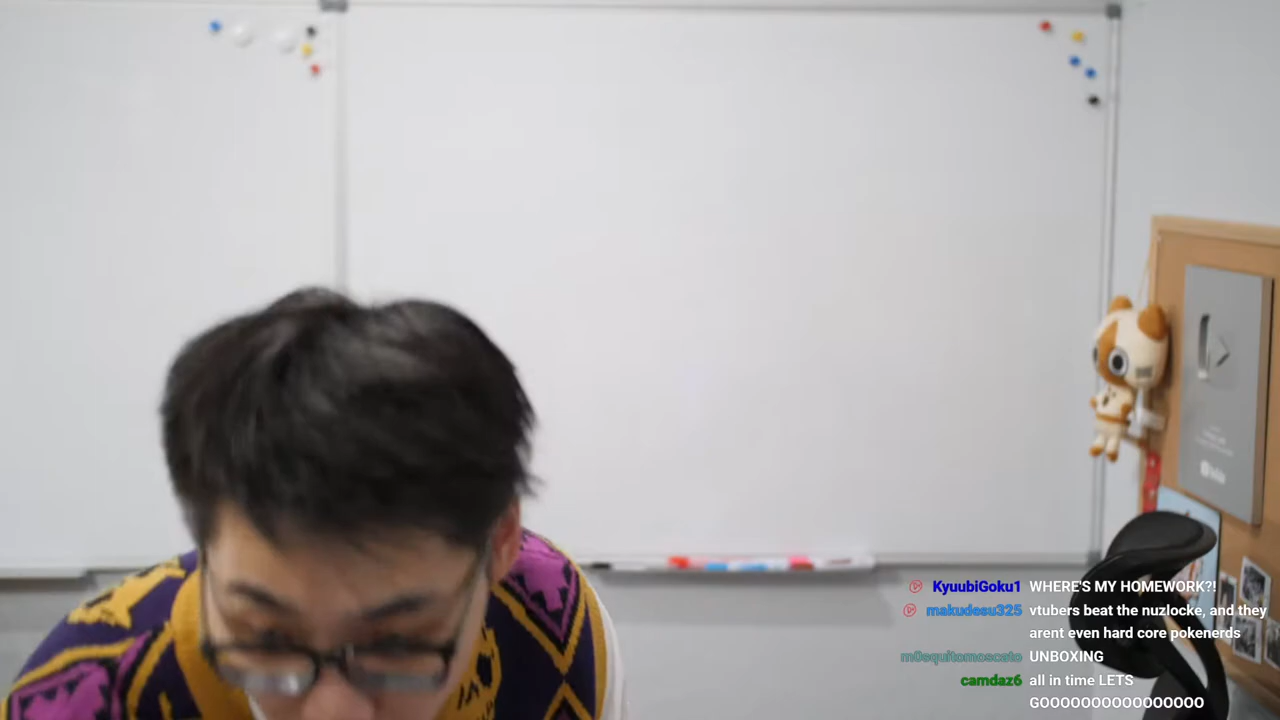 KyuubiGoku1 WHERE'S MY HOMEWORK?!
makudesu325 vtubers beat the nuzlocke, and they
arent even hard core pokenerds
m0squitomoscato UNBOXING
camdaz6 all in time LETS
GOOOOOOOOOOOOOOOO